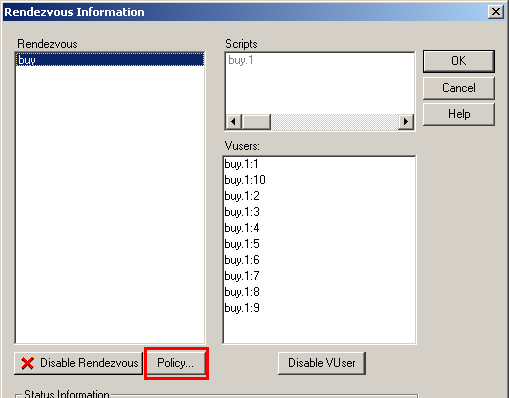 Rendezvous Information
Rendezvous
buy
Scripts
buy.1
OK
Cancel
Help
Vusers:
buy.1:1
buy.1:10
buy.1:2
buy.1:3
buy.1:4
buy.1:5
buy.1:6
buy.1:7
buy.1:8
buy.1:9
Disable Rendezvous
Policy...
Disable VUser
Status Information